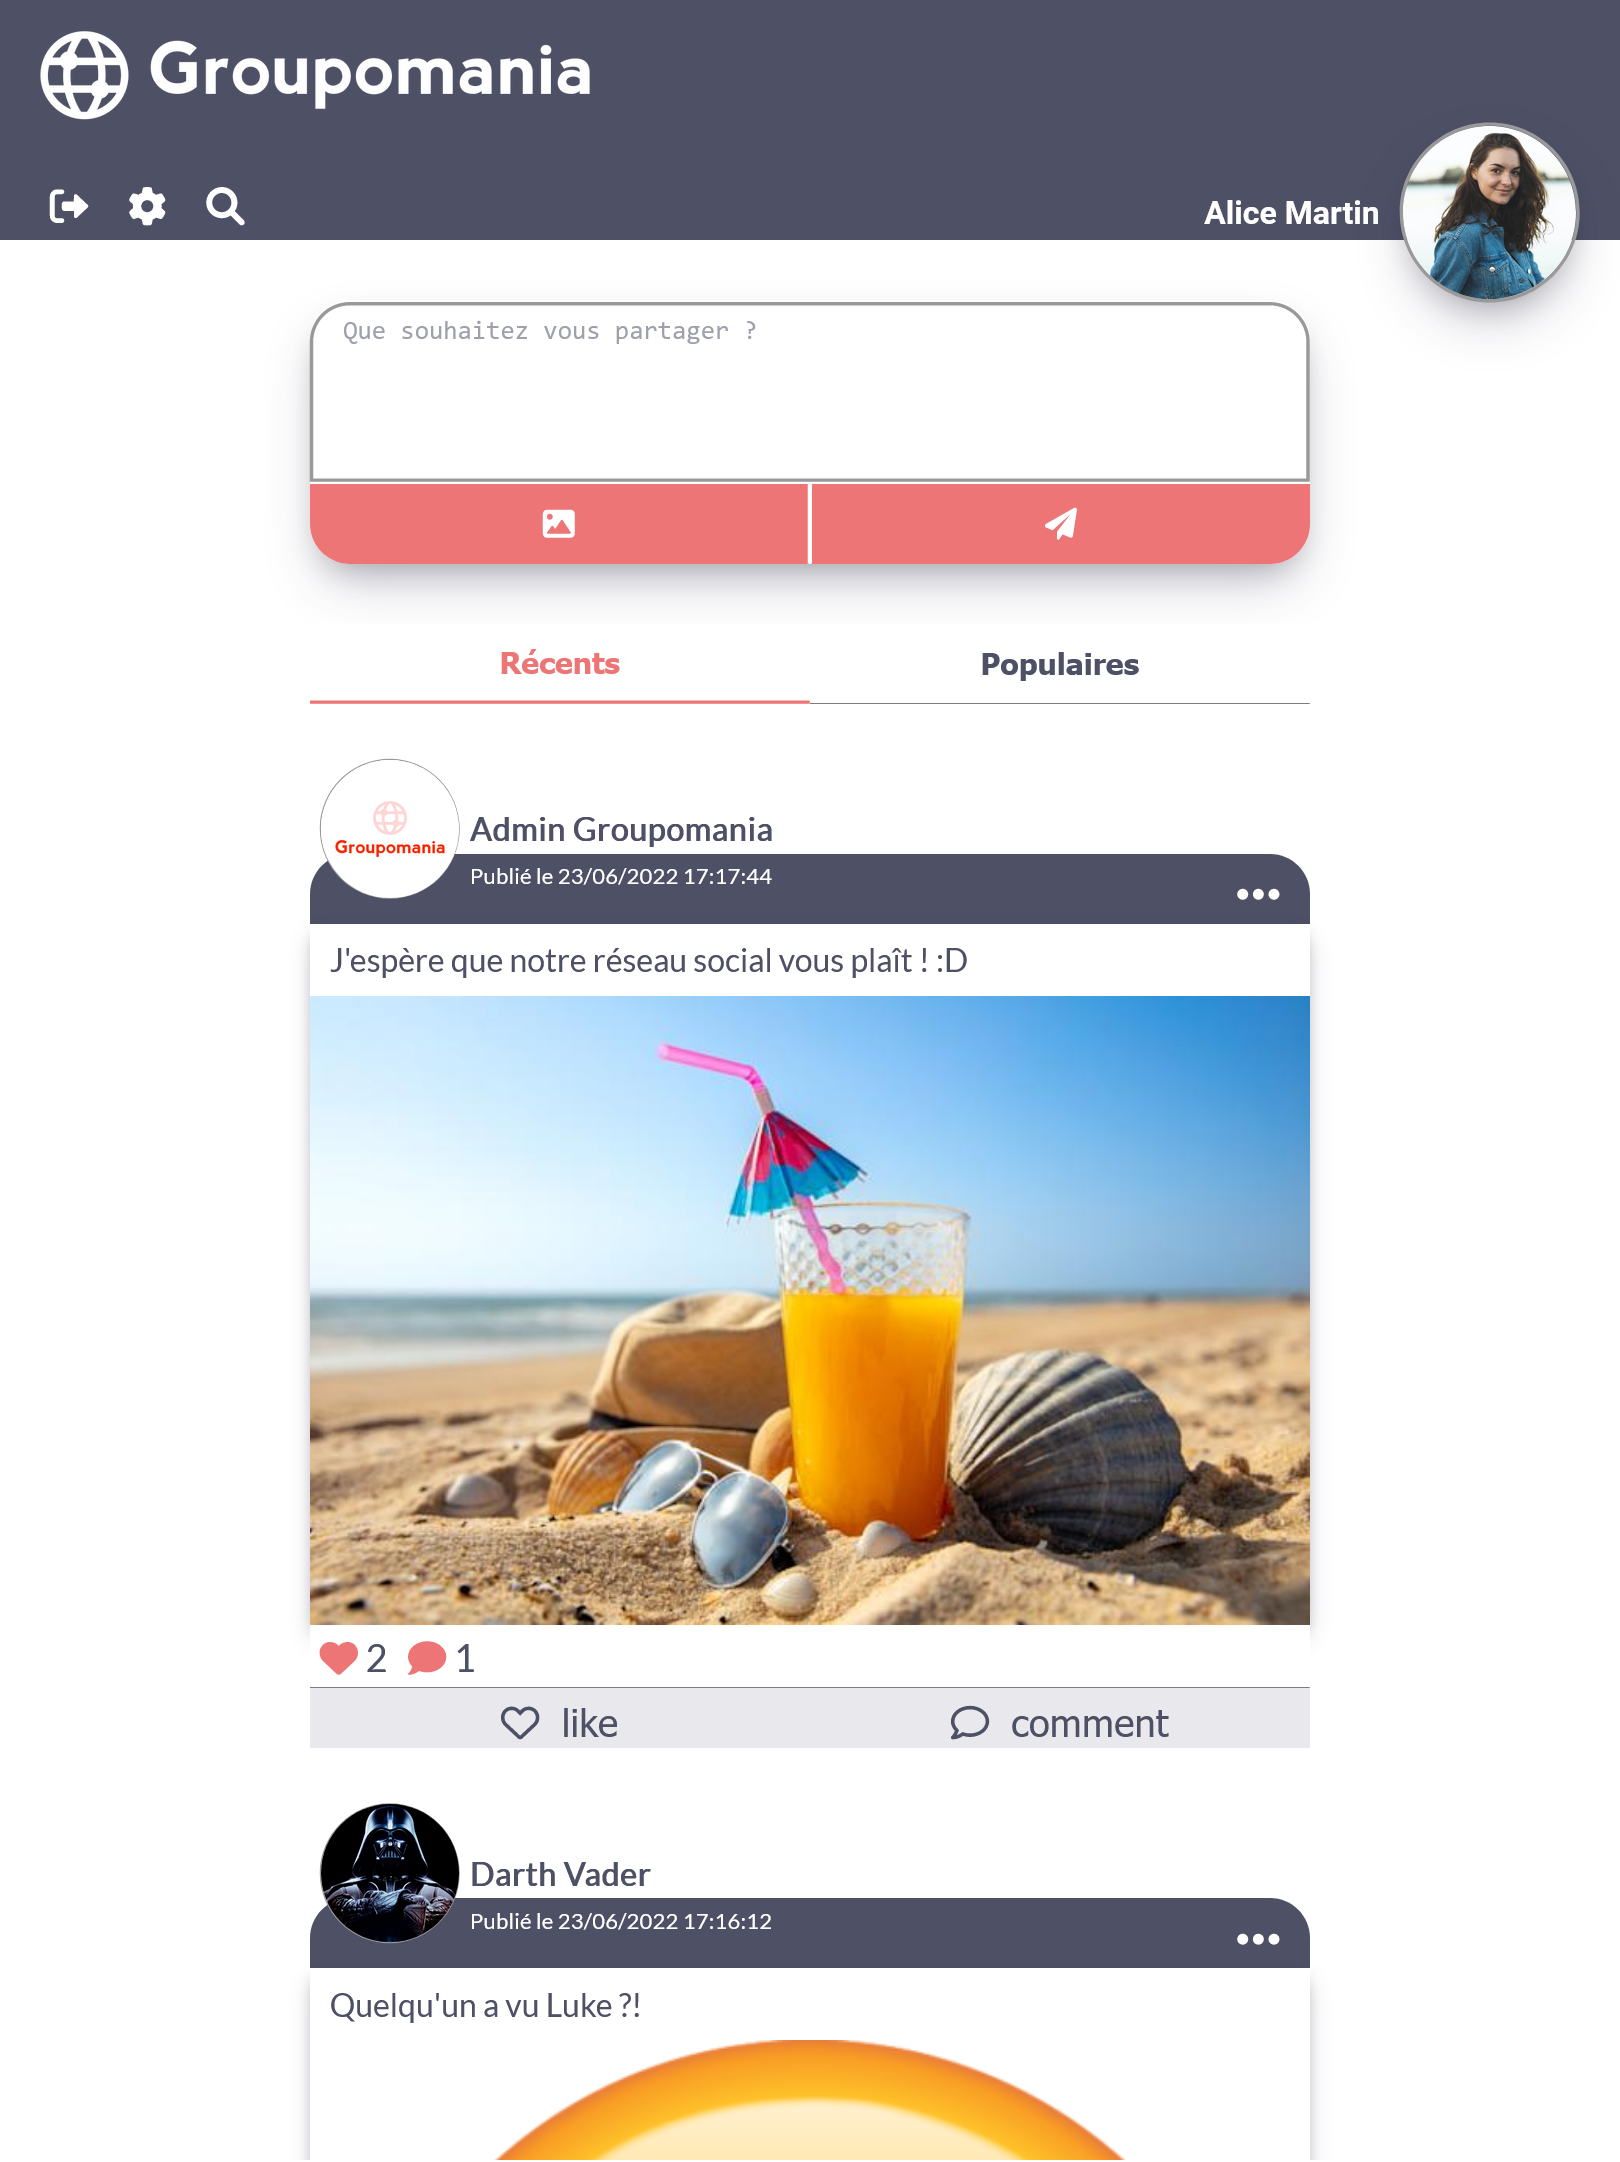 Groupomania
Alice Martin
Que souhaitez vous partager ?
Récents
Populaires
Groupomania
Admin Groupomania
Publié le 23/06/2022 17:17:44
J'espère que notre réseau social vous plaît ! :D
2
1
like
comment
Darth Vader
Publié le 23/06/2022 17:16:12
Quelqu'un a vu Luke ?!